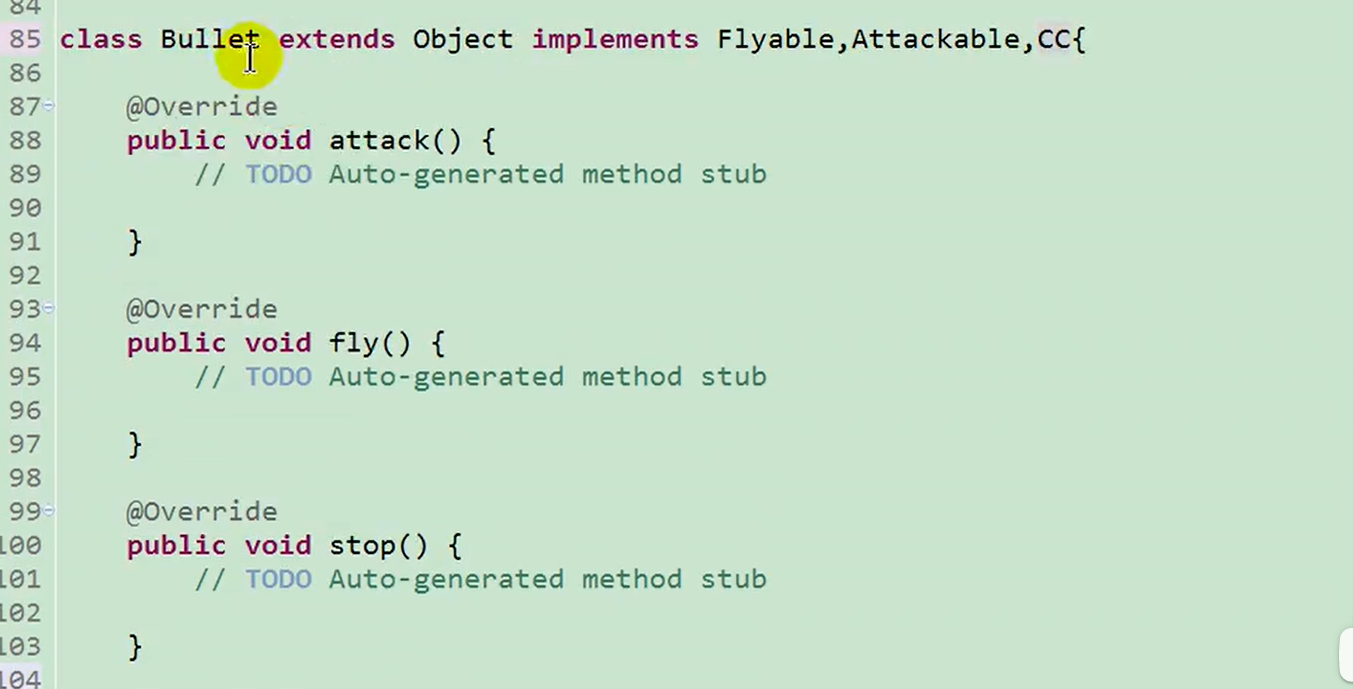 84
85 class Bullet extends Object implements Flyable,Attackable,CC{
86
87 @Override
88 public void attack() {
89 // TODO Auto-generated method stub
90
91 }
92
93 @Override
94 public void fly() {
95 // TODO Auto-generated method stub
96
97 }
98
99 @Override
100 public void stop() {
101 // TODO Auto-generated method stub
102
103 }
104